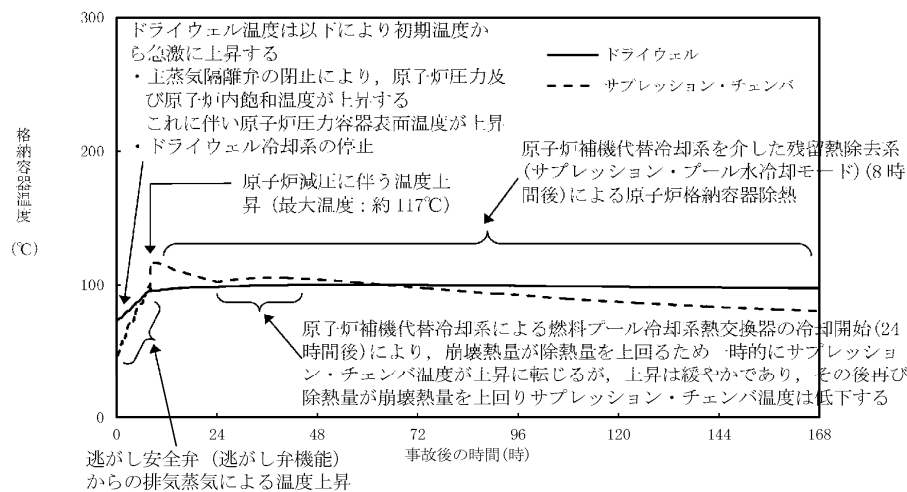 300
200
100
0
格納容器温度
(℃)
ドライウェル温度は以下により初期温度か
ら急激に上昇する
・主蒸気隔離弁の閉止により，原子炉圧力及
び原子炉内飽和温度が上昇する
これに伴い原子炉圧力容器表面温度が上昇
・ドライウェル冷却系の停止
ドライウェル
サプレッション・チェンバ
原子炉減圧に伴う温度上
昇（最大温度：約117℃）
原子炉補機代替冷却系を介した残留熱除去系
(サプレッション・プール水冷却モード)(8時
間後)による原子炉格納容器除熱
原子炉補機代替冷却系による燃料プール冷却系熱交換器の冷却開始(24
時間後)により，崩壊熱量が除熱量を上回るため一時的にサプレッショ
ン・チェンバ温度が上昇に転じるが，上昇は緩やかであり，その後再び
除熱量が崩壊熱量を上回りサプレッション・チェンバ温度は低下する
0 24 48 72 96 120 144 168
事故後の時間(時)
逃がし安全弁（逃がし弁機能）
からの排気蒸気による温度上昇